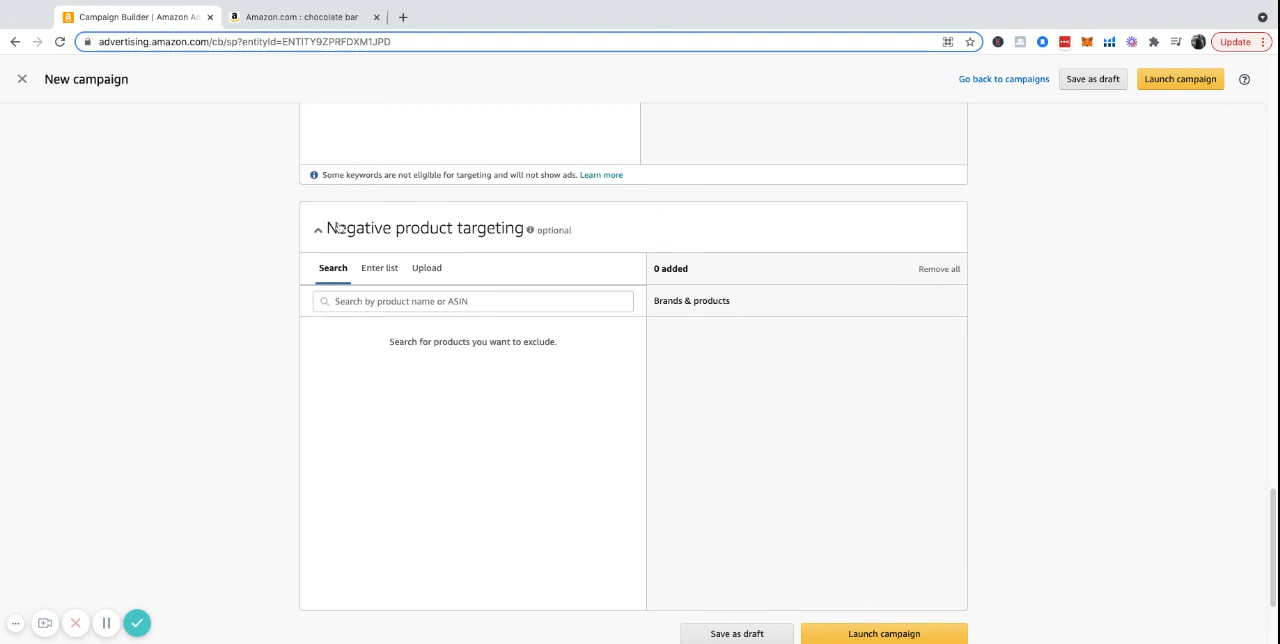 Campaign Builder | Amazon Ad
Amazon.com : chocolate bar
advertising.amazon.com/cb/sp?entityId=ENTITY9ZPRFDXM1JPD
Update
New campaign
Go back to campaigns
Save as draft
Launch campaign
Some keywords are not eligible for targeting and will not show ads. Learn more
Negative product targeting optional
Search Enter list Upload
0 added
Remove all
Search by product name or ASIN
Brands & products
Search for products you want to exclude.
Save as draft
Launch campaign